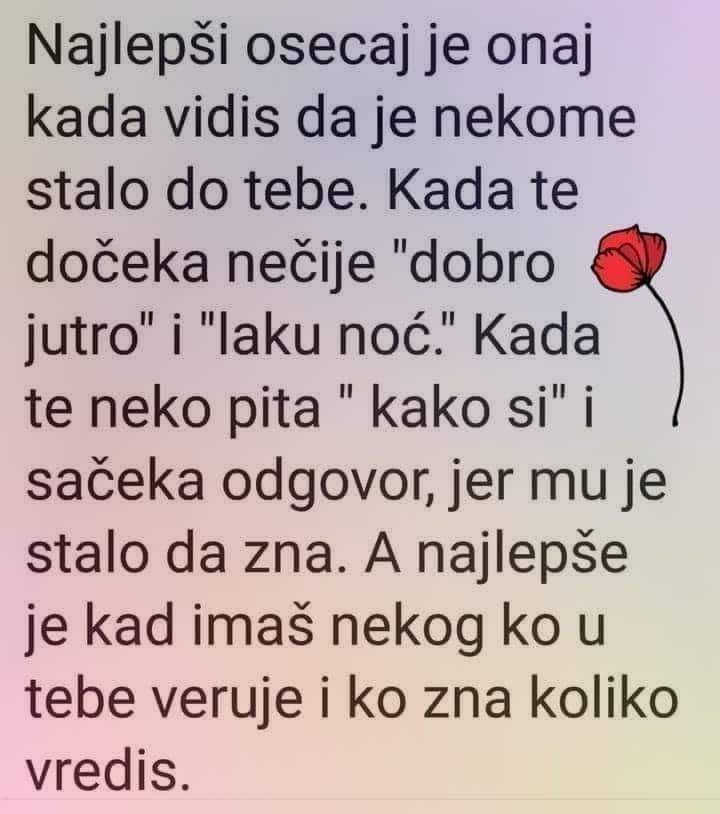 Najlepši osecaj je onaj
kada vidis da je nekome
stalo do tebe. Kada te
dočeka nečije "dobro
jutro" i "laku noć." Kada
te neko pita " kako si" i
sačeka odgovor, jer mu je
stalo da zna. A najlepše
je kad imaš nekog ko u
tebe veruje i ko zna koliko
vredis.